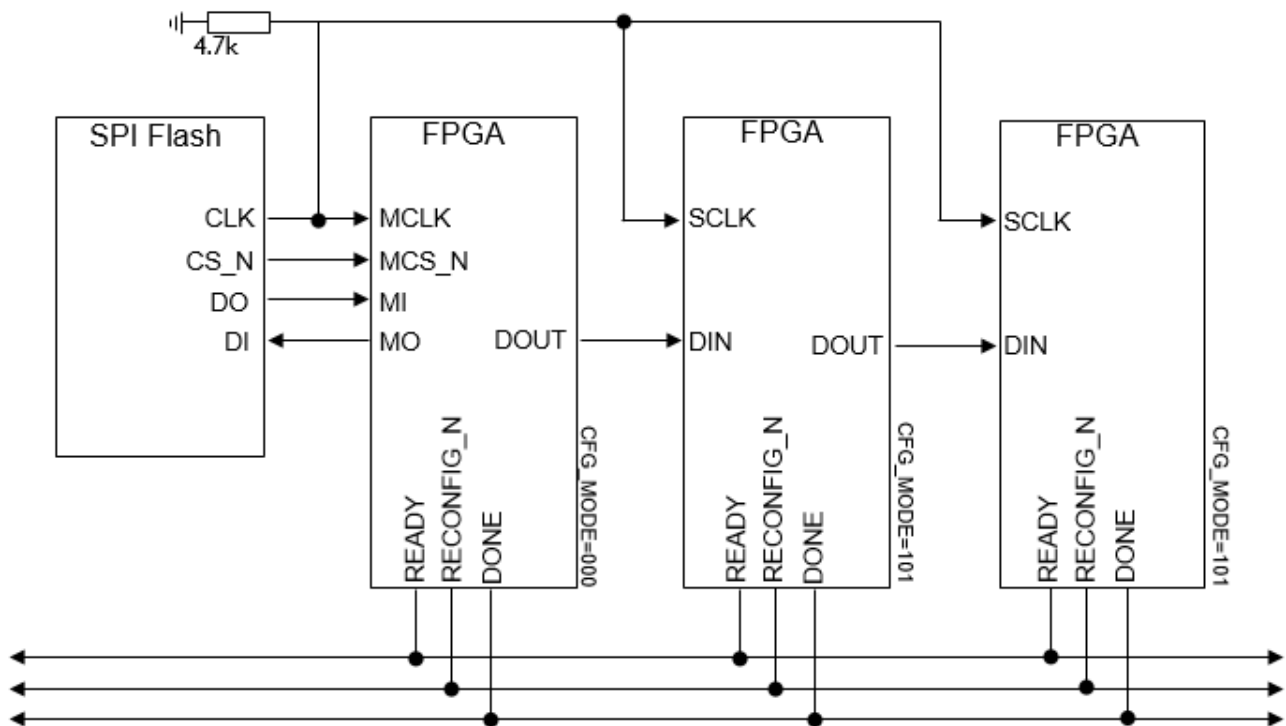 4.7k
SPI Flash
CLK
CS_N
DO
DI
FPGA
MCLK
MCS_N
MI
MO
DOUT
READY
RECONFIG_N
DONE
CFG_MODE=000
FPGA
SCLK
DIN
DOUT
READY
RECONFIG_N
DONE
CFG_MODE=101
FPGA
SCLK
DIN
READY
RECONFIG_N
DONE
CFG_MODE=101